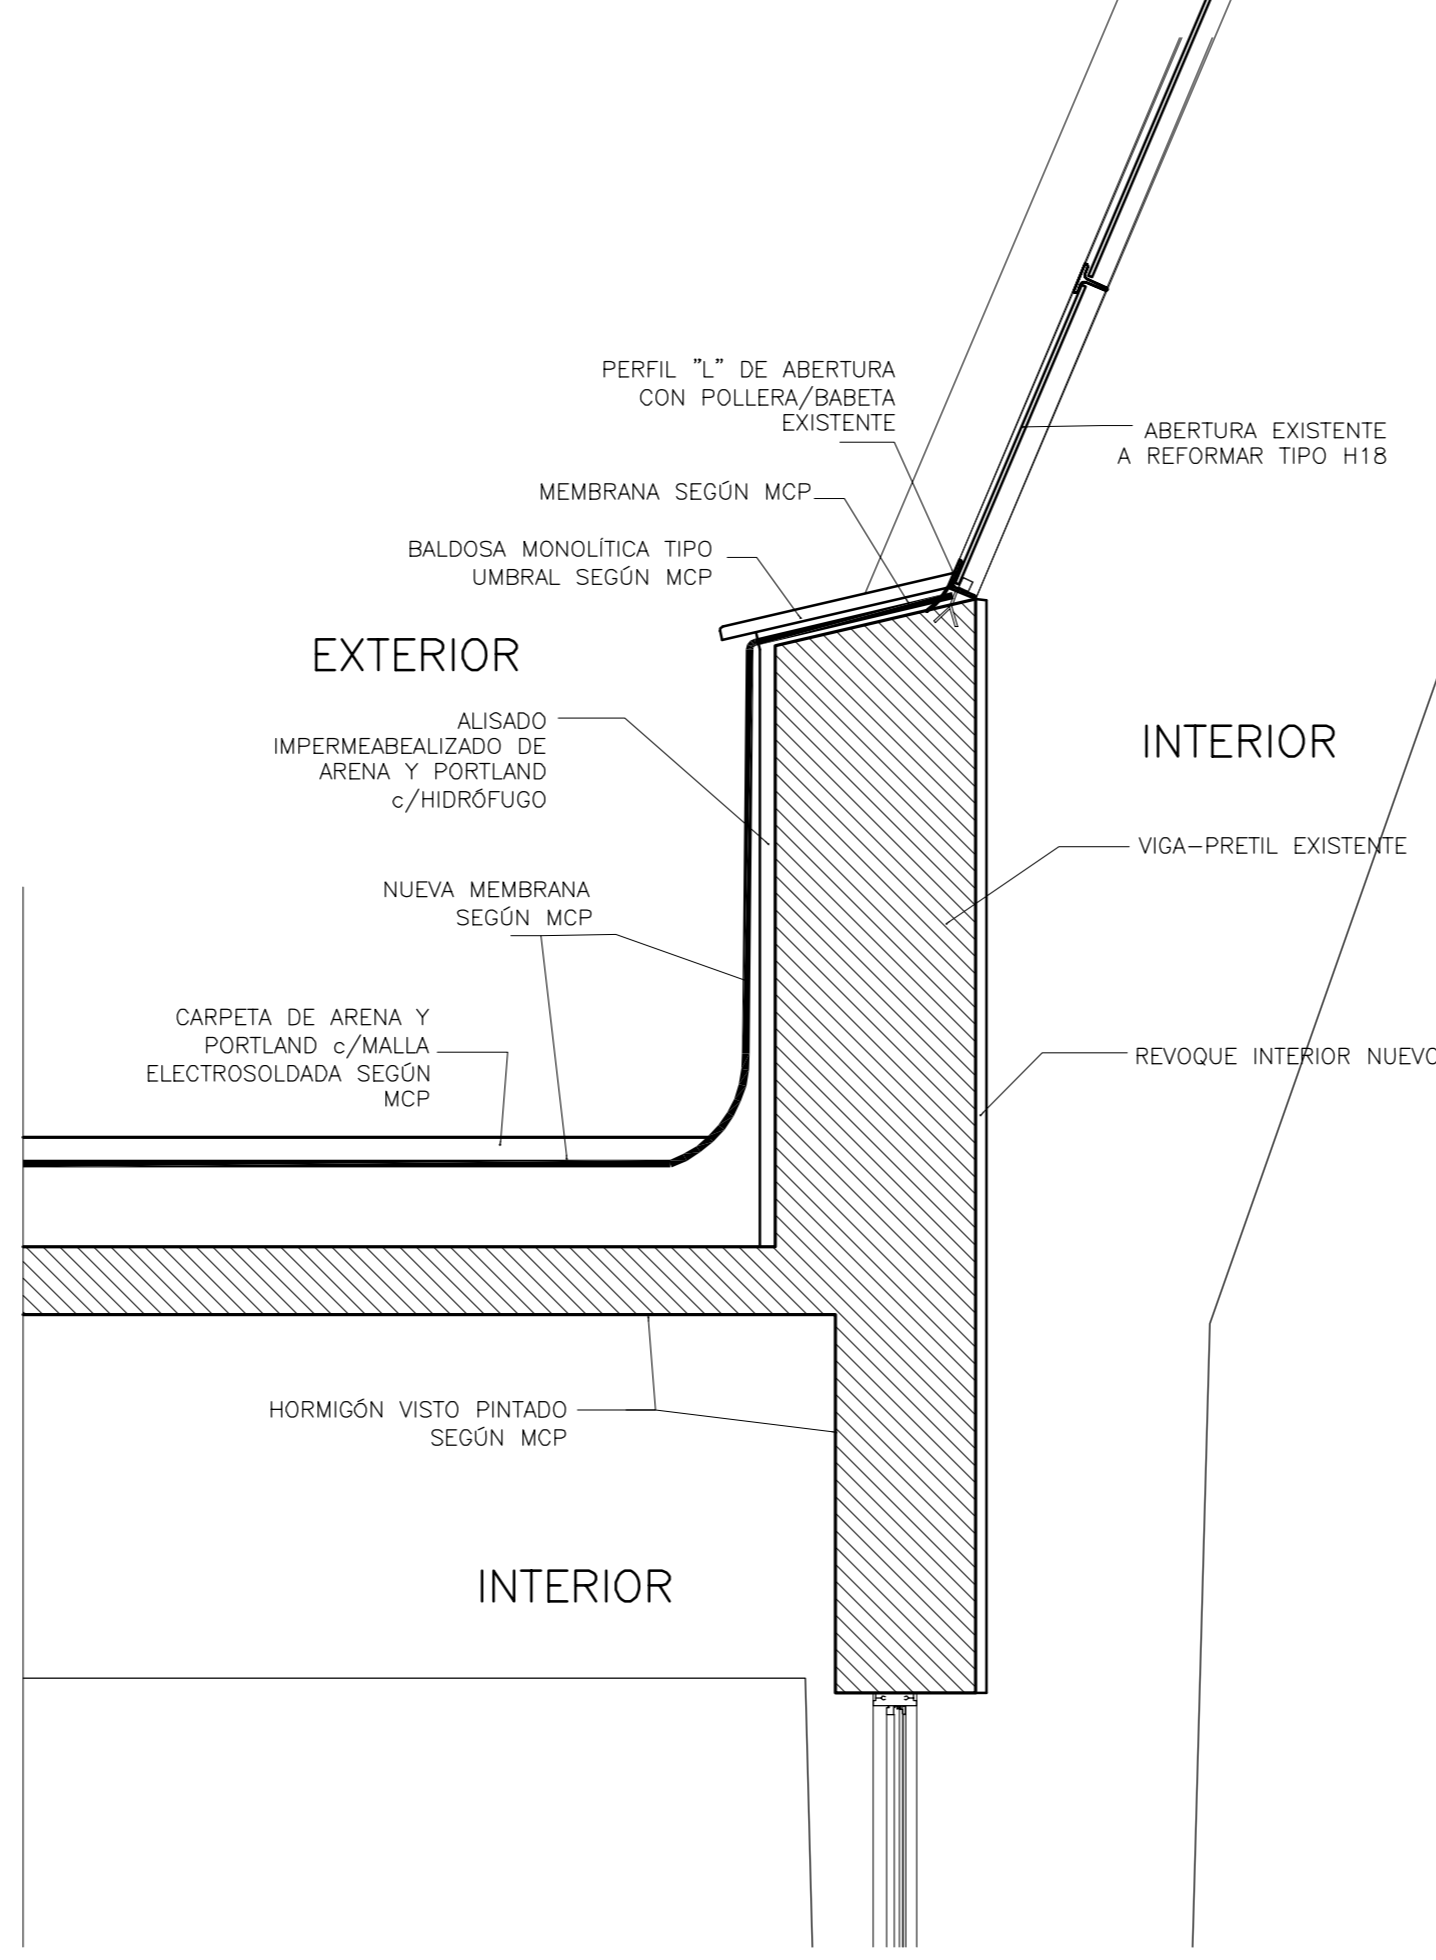 PERFIL "L" DE ABERTURA
CON POLLERA/BABETA
EXISTENTE
ABERTURA EXISTENTE
A REFORMAR TIPO H18
MEMBRANA SEGÚN MCP
BALDOSA MONOLÍTICA TIPO
UMBRAL SEGÚN MCP
EXTERIOR
ALISADO
IMPERMEABEALIZADO DE
ARENA Y PORTLAND
c/HIDRÓFUGO
INTERIOR
VIGA-PRETIL EXISTENTE
NUEVA MEMBRANA
SEGÚN MCP
CARPETA DE ARENA Y
PORTLAND c/MALLA
ELECTROSOLDADA SEGÚN
MCP
REVOQUE INTERIOR NUEVO
HORMIGÓN VISTO PINTADO
SEGÚN MCP
INTERIOR